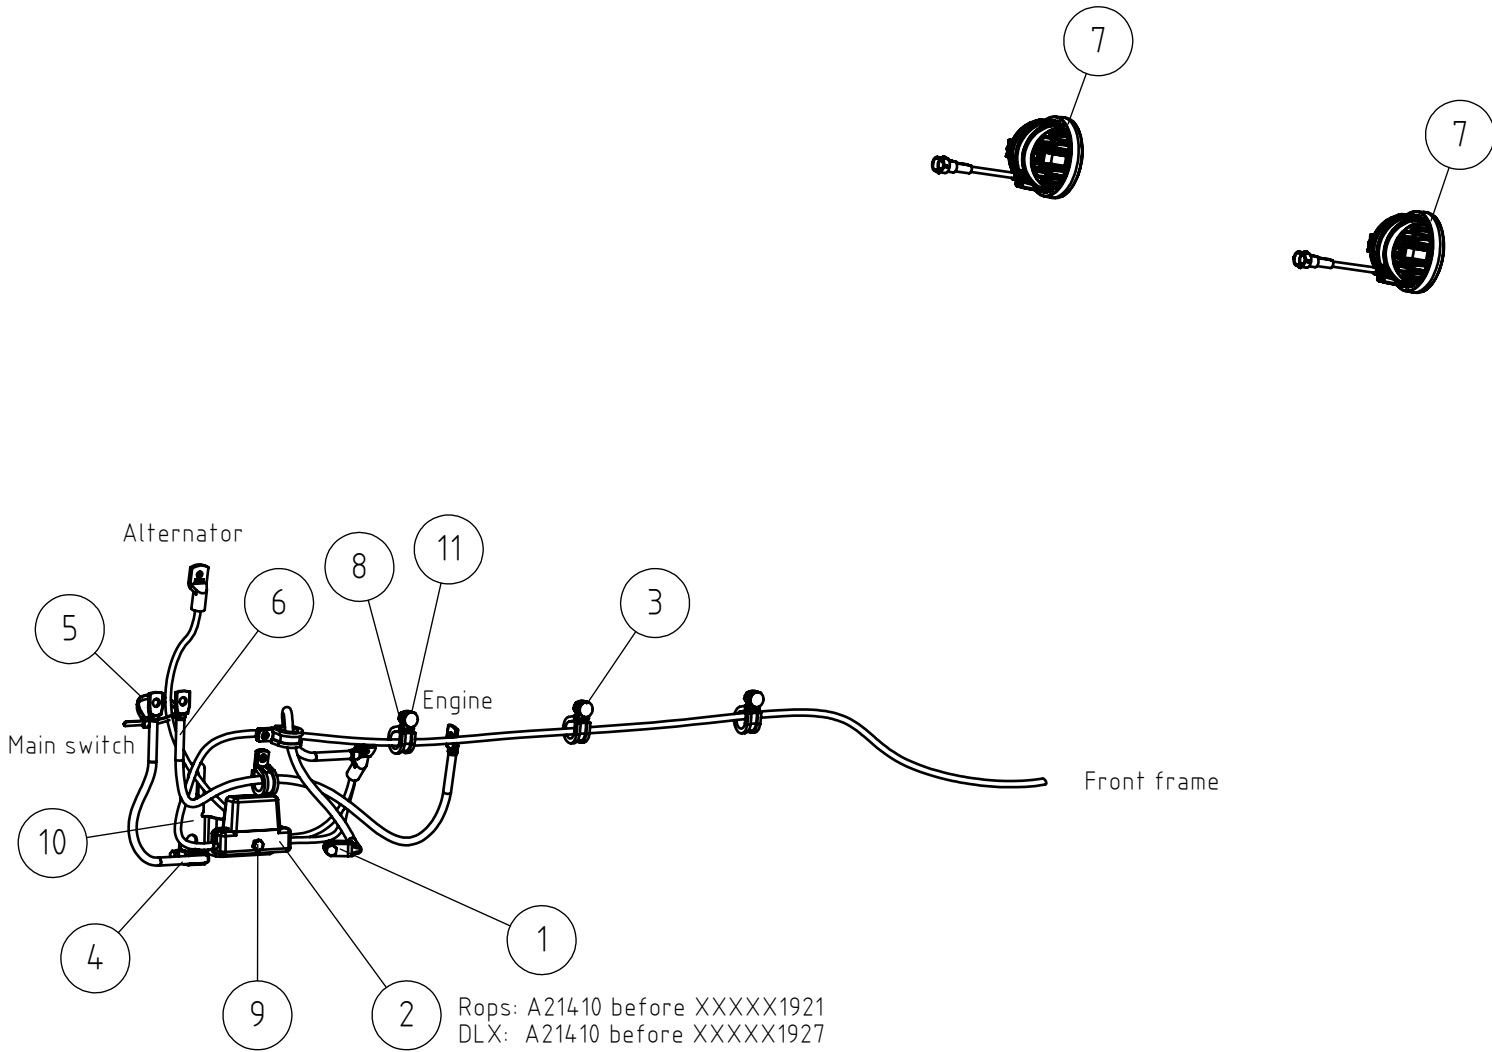 7
7
Alternator
8
11
6
3
5
Engine
Main switch
Front frame
10
1
4
9
2
Rops: A21410 before XXXXX1921
DLX: A21410 before XXXXX1927